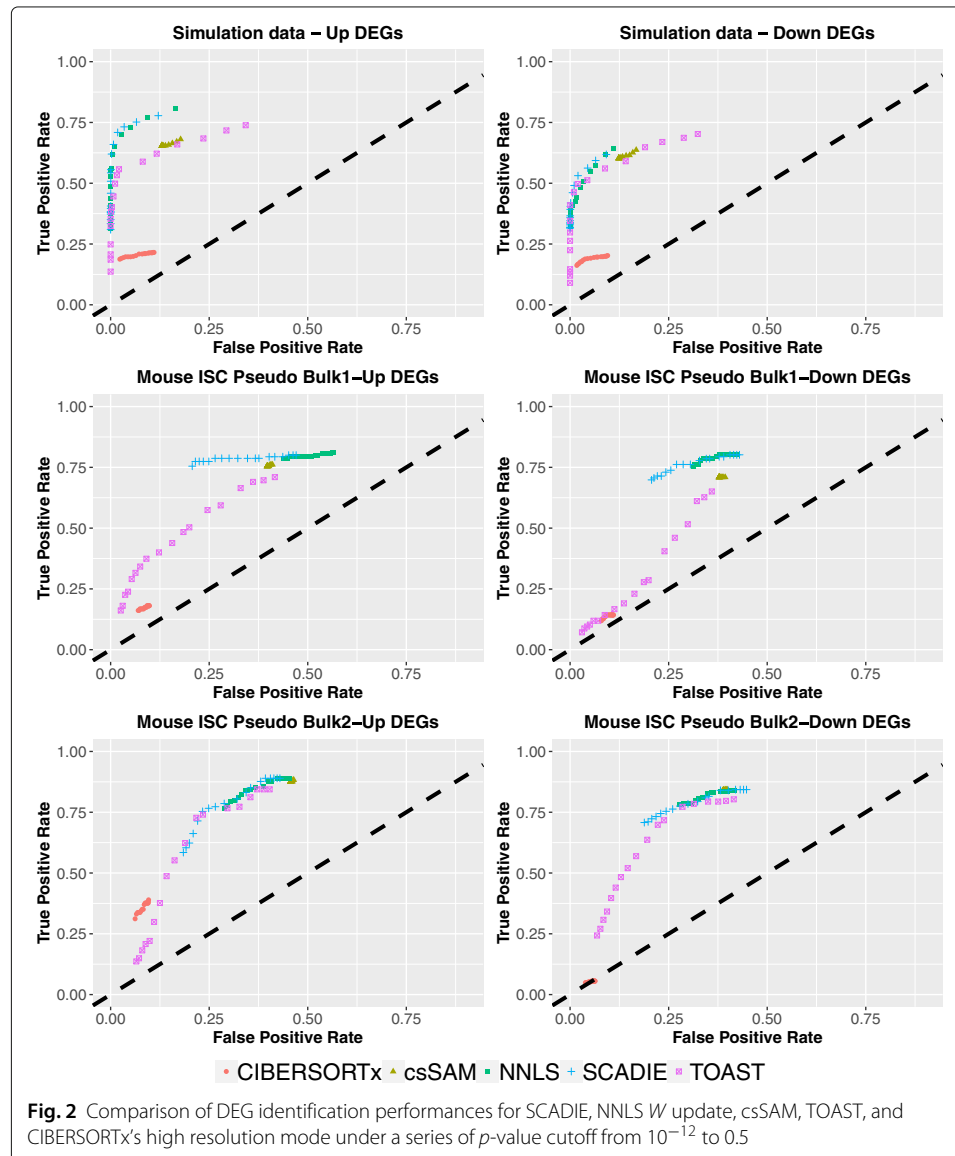 Simulation data – Up DEGs
Simulation data – Down DEGs
1.00
0.75
0.50
0.25
0.00
True Positive Rate
0.00 0.25 0.50 0.75
False Positive Rate
1.00
0.75
0.50
0.25
0.00
True Positive Rate
0.00 0.25 0.50 0.75
False Positive Rate
Mouse ISC Pseudo Bulk1–Up DEGs
Mouse ISC Pseudo Bulk1–Down DEGs
1.00
0.75
0.50
0.25
0.00
True Positive Rate
0.00 0.25 0.50 0.75
False Positive Rate
1.00
0.75
0.50
0.25
0.00
True Positive Rate
0.00 0.25 0.50 0.75
False Positive Rate
Mouse ISC Pseudo Bulk2–Up DEGs
Mouse ISC Pseudo Bulk2–Down DEGs
1.00
0.75
0.50
0.25
0.00
True Positive Rate
0.00 0.25 0.50 0.75
False Positive Rate
1.00
0.75
0.50
0.25
0.00
True Positive Rate
0.00 0.25 0.50 0.75
False Positive Rate
CIBERSORTx csSAM NNLS SCADIE TOAST
Fig. 2 Comparison of DEG identification performances for SCADIE, NNLS W update, csSAM, TOAST, and
CIBERSORTx's high resolution mode under a series of p-value cutoff from 10⁻¹² to 0.5